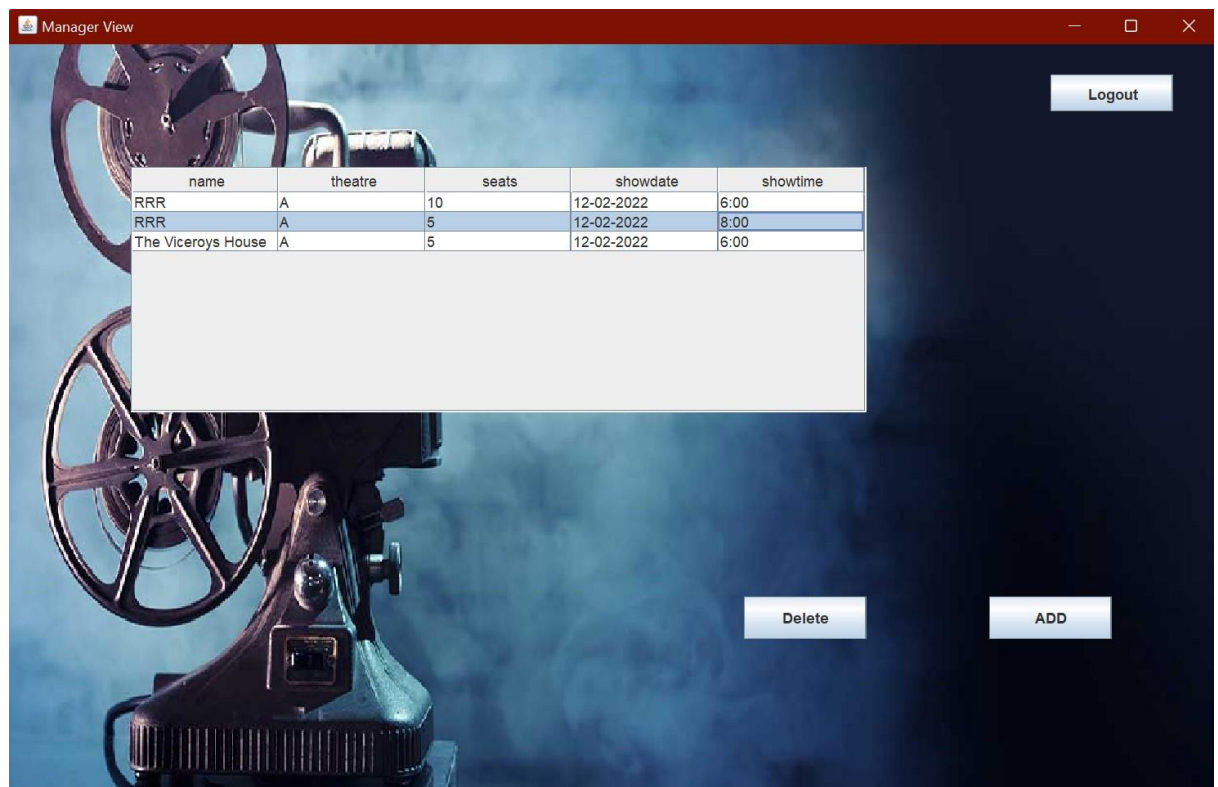 Manager View
Logout
name theatre seats showdate showtime
RRR A 10 12-02-2022 6:00
RRR A 5 12-02-2022 8:00
The Viceroys House A 5 12-02-2022 6:00
Delete ADD